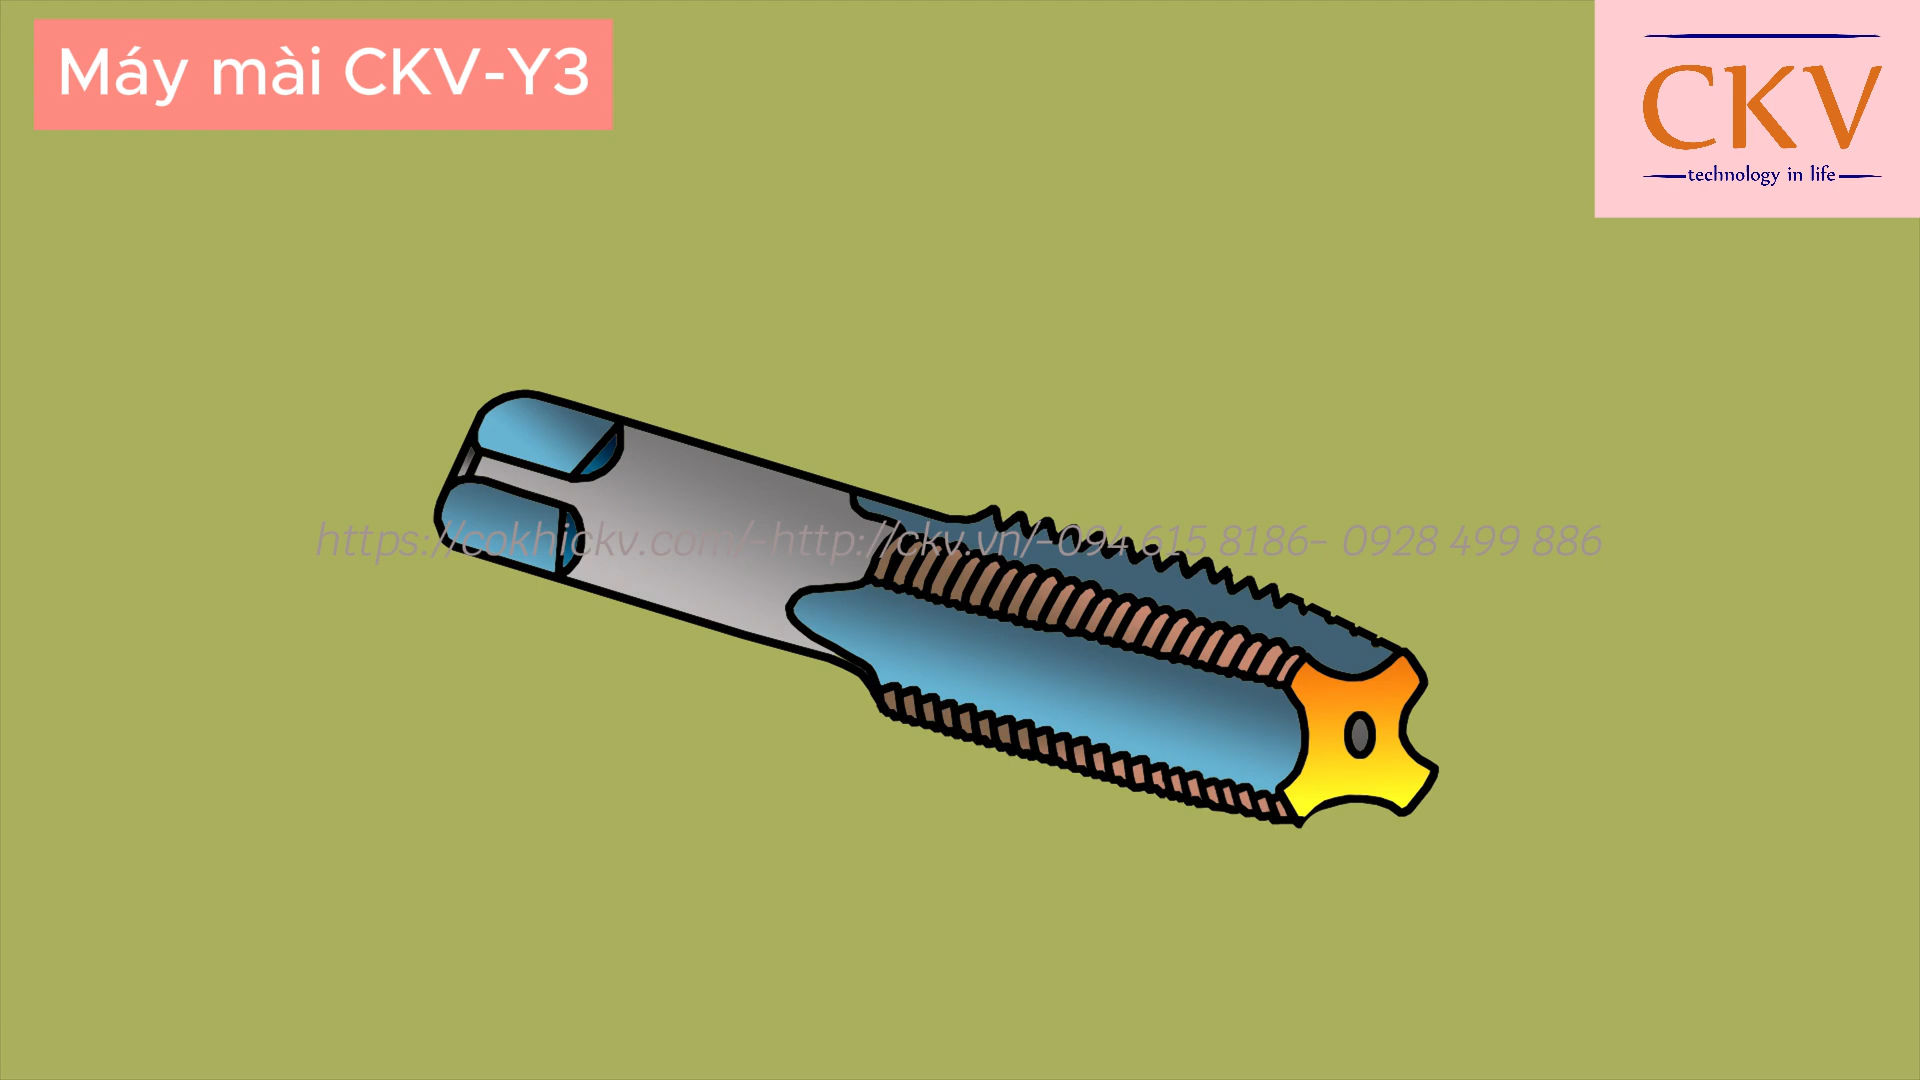 Máy mài CKV-Y3
CKV
technology in life
https://cokhickv.com/-http://ckv.vn/-094 615 8186- 0928 499 886